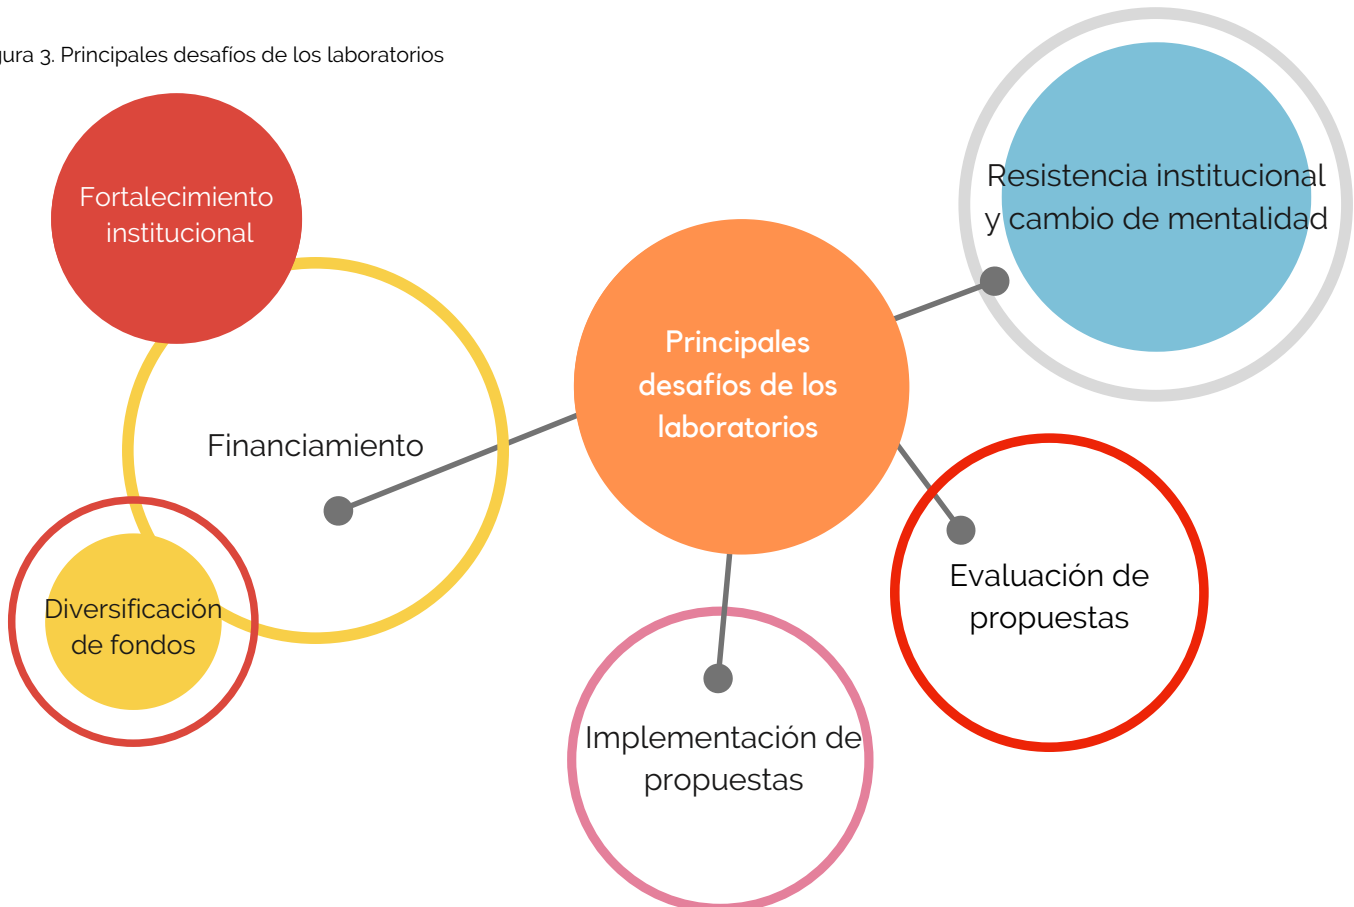 gura 3. Principales desafíos de los laboratorios
Fortalecimiento
institucional
Financiamiento
Diversificación
de fondos
Principales
desafíos de los
laboratorios
Resistencia institucional
y cambio de mentalidad
Evaluación de
propuestas
Implementación de
propuestas